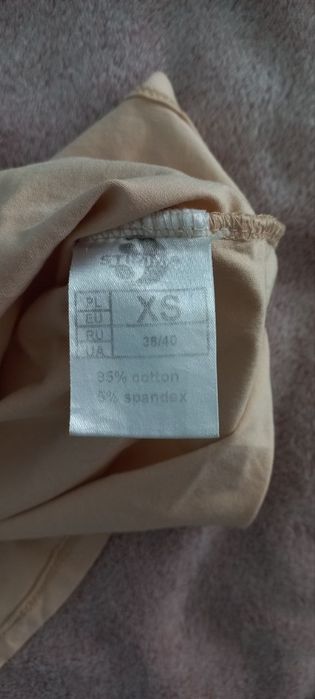 PL
EU
XS
RU
UA
38/40
95% cotton
5% spandex